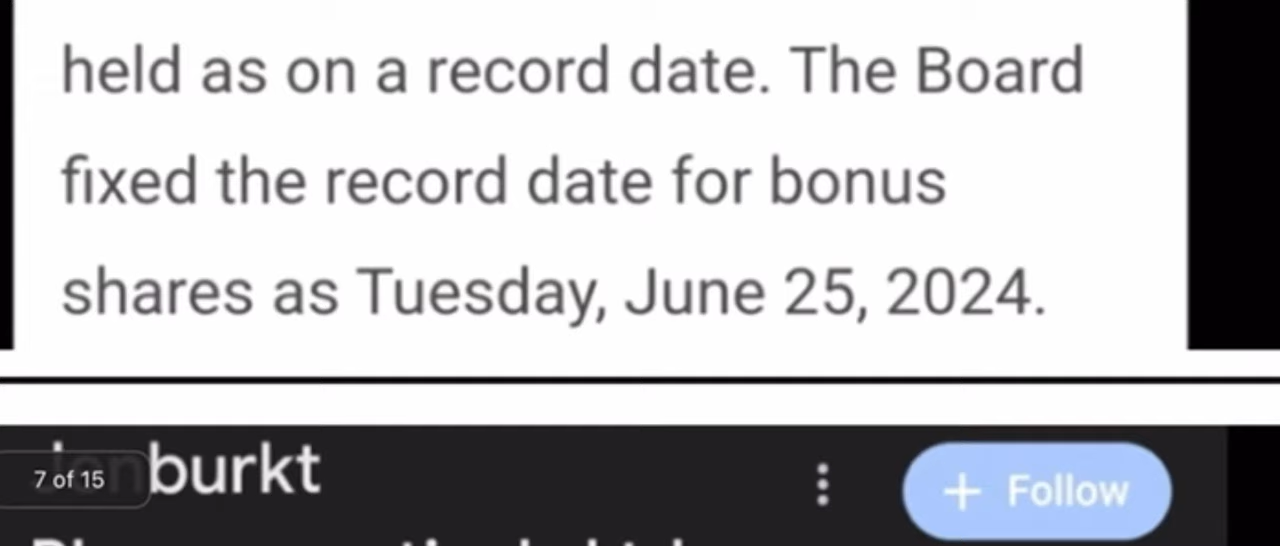 held as on a record date. The Board
fixed the record date for bonus
shares as Tuesday, June 25, 2024.
Jenburkt
7 of 15
+ Follow